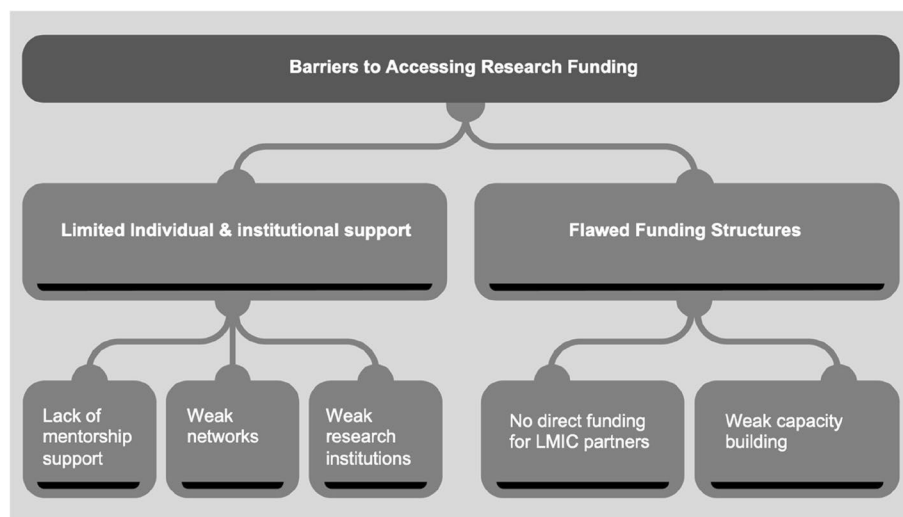 Barriers to Accessing Research Funding
Limited Individual & institutional support
Flawed Funding Structures
Lack of
mentorship
support
Weak
networks
Weak
research
institutions
No direct funding
for LMIC partners
Weak capacity
building